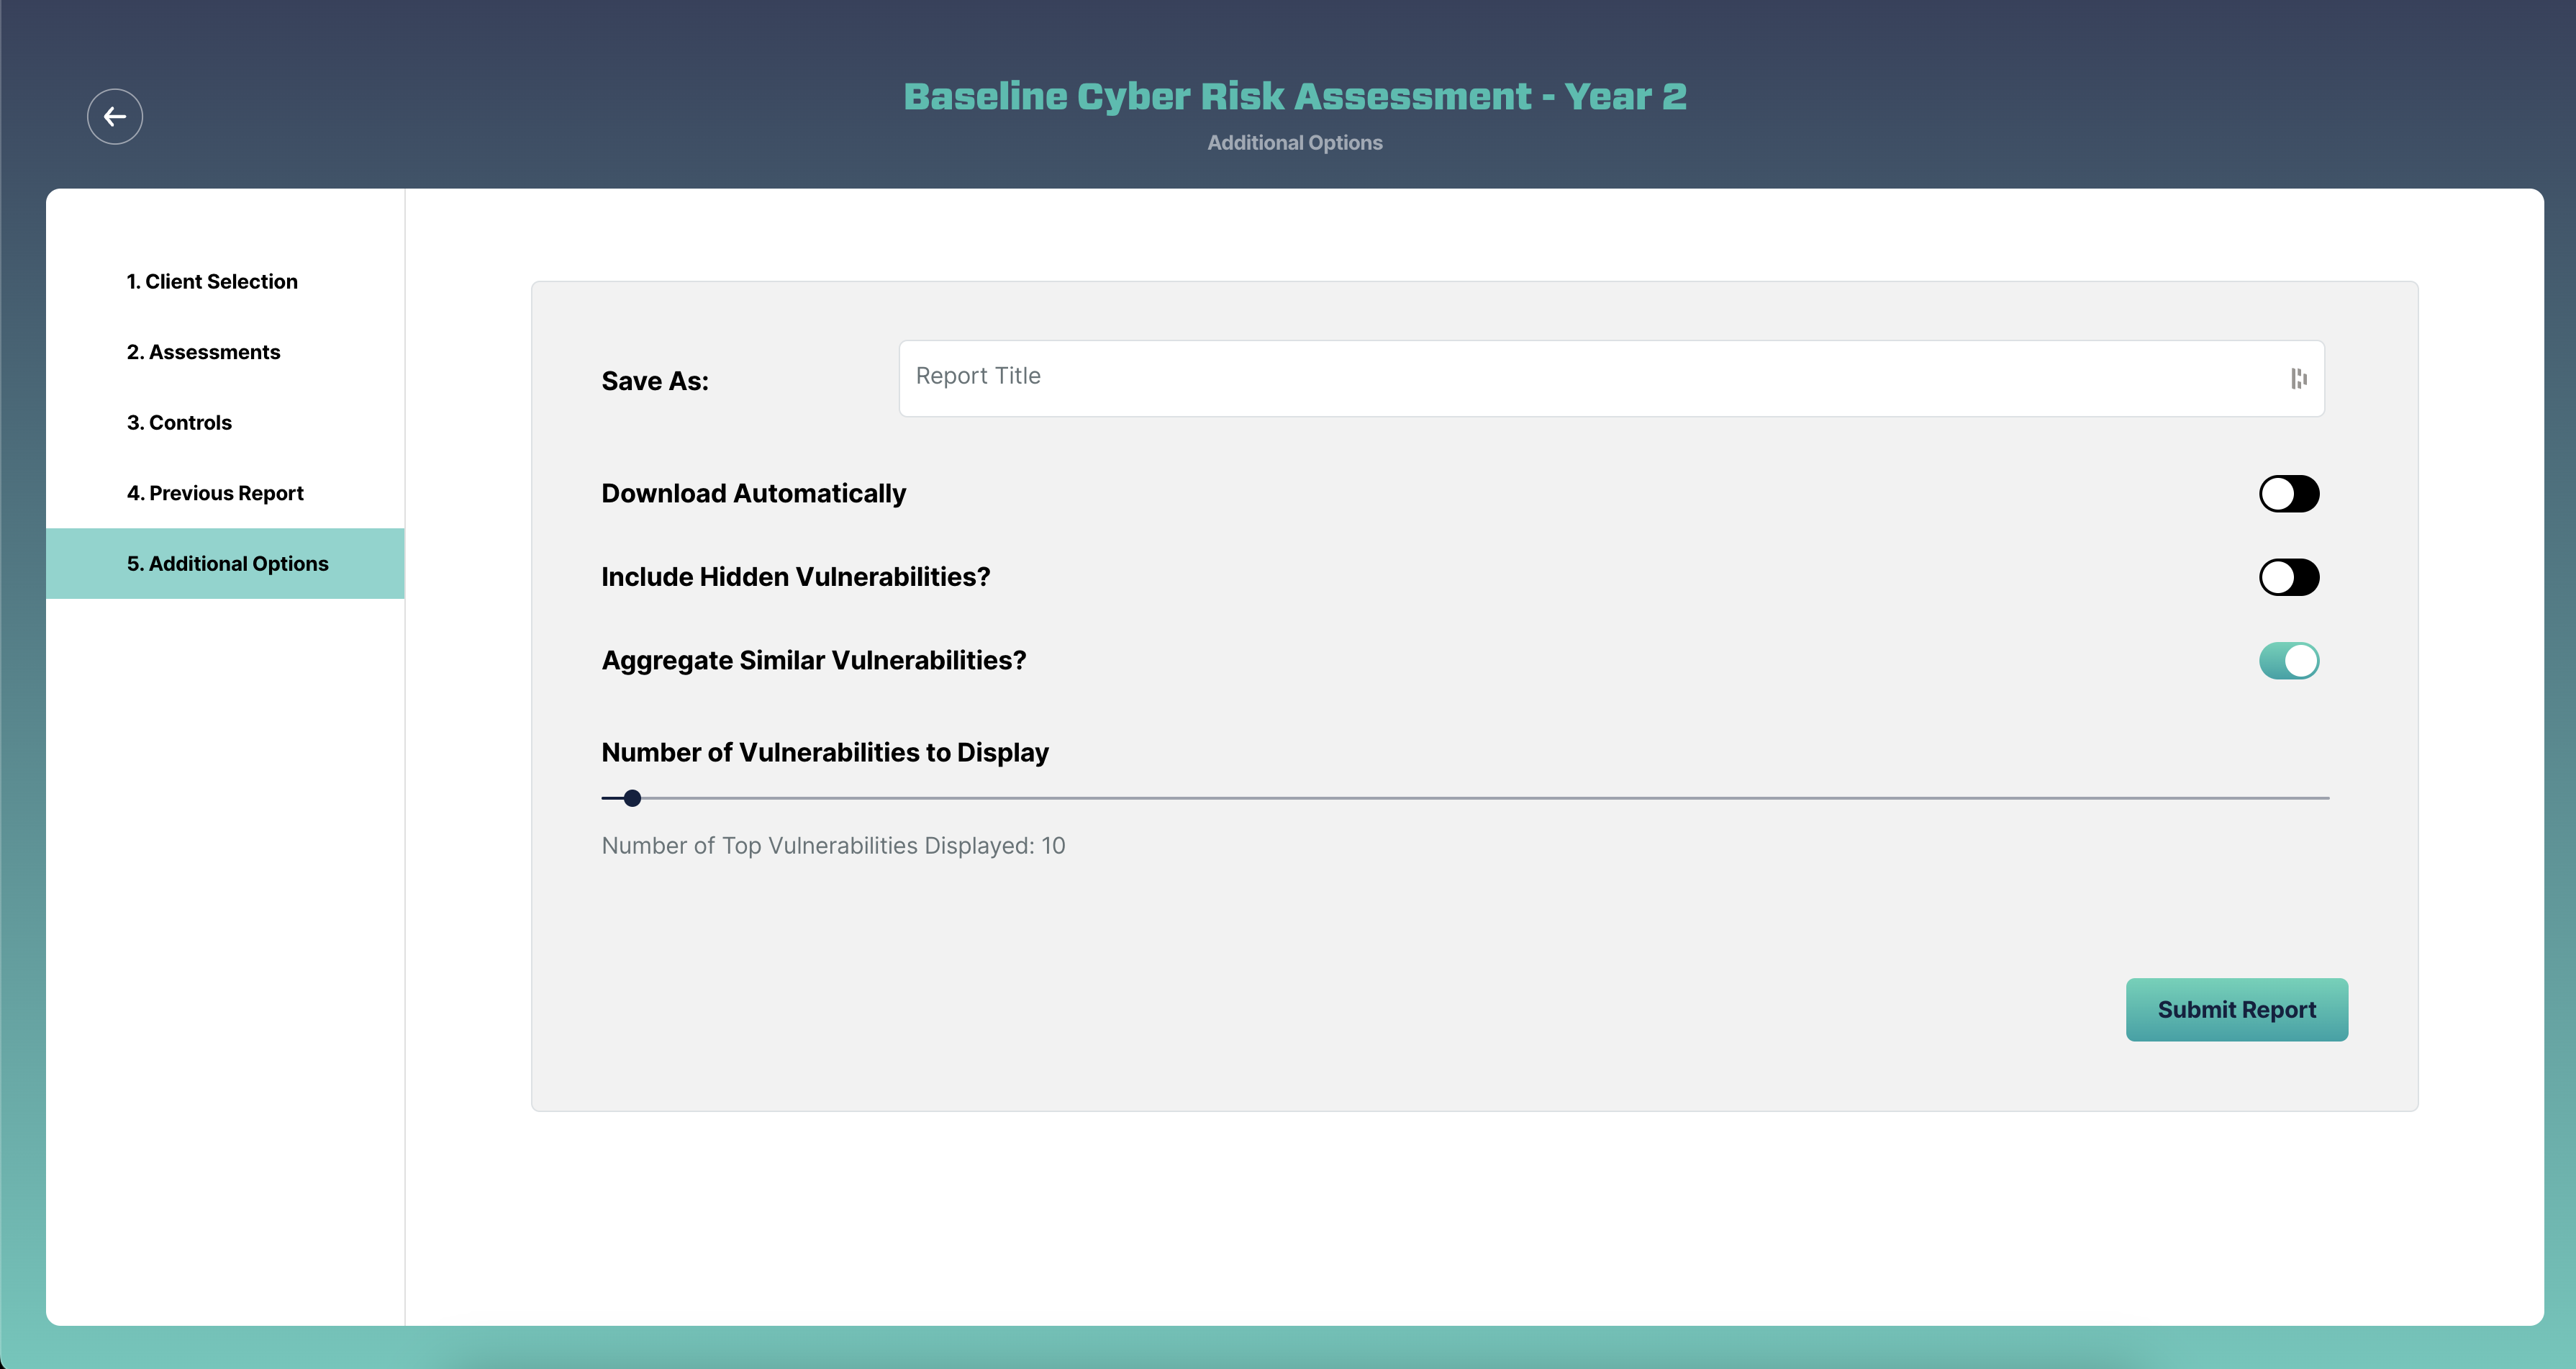 Baseline Cyber Risk Assessment - Year 2
Additional Options
1. Client Selection
2. Assessments
3. Controls
4. Previous Report
5. Additional Options
Save As:
Report Title
Download Automatically
Include Hidden Vulnerabilities?
Aggregate Similar Vulnerabilities?
Number of Vulnerabilities to Display
Number of Top Vulnerabilities Displayed: 10
Submit Report